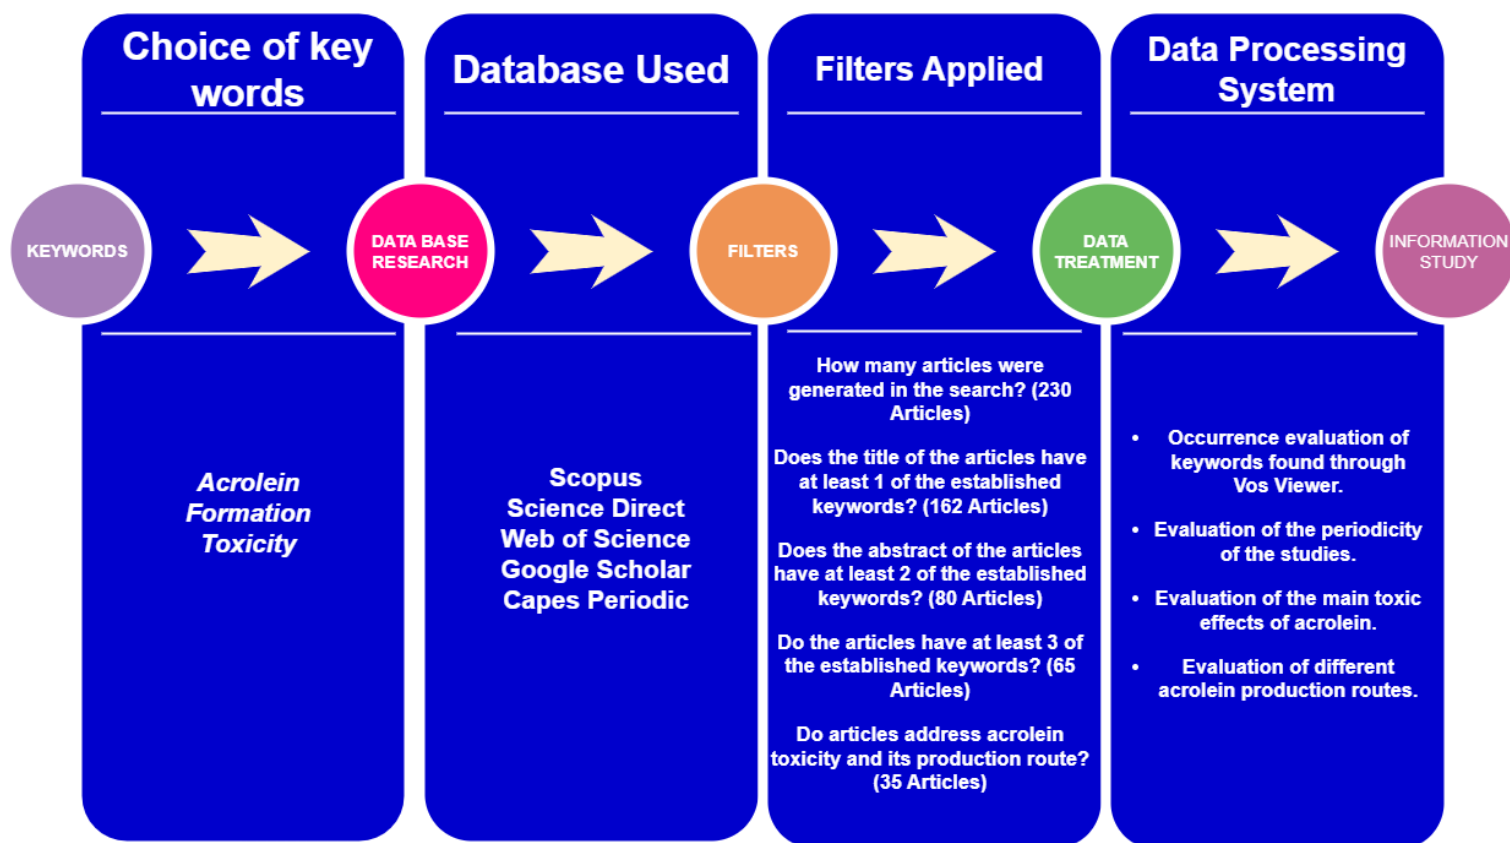 Choice of key
words
Database Used
Filters Applied
Data Processing
System
KEYWORDS
DATA BASE
RESEARCH
FILTERS
DATA
TREATMENT
INFORMATION
STUDY
Acrolein
Formation
Toxicity
Scopus
Science Direct
Web of Science
Google Scholar
Capes Periodic
How many articles were
generated in the search? (230
Articles)
Does the title of the articles have
at least 1 of the established
keywords? (162 Articles)
Does the abstract of the articles
have at least 2 of the established
keywords? (80 Articles)
Do the articles have at least 3 of
the established keywords? (65
Articles)
Do articles address acrolein
toxicity and its production route?
(35 Articles)
• Occurrence evaluation of
keywords found through
Vos Viewer.
• Evaluation of the periodicity
of the studies.
• Evaluation of the main toxic
effects of acrolein.
• Evaluation of different
acrolein production routes.